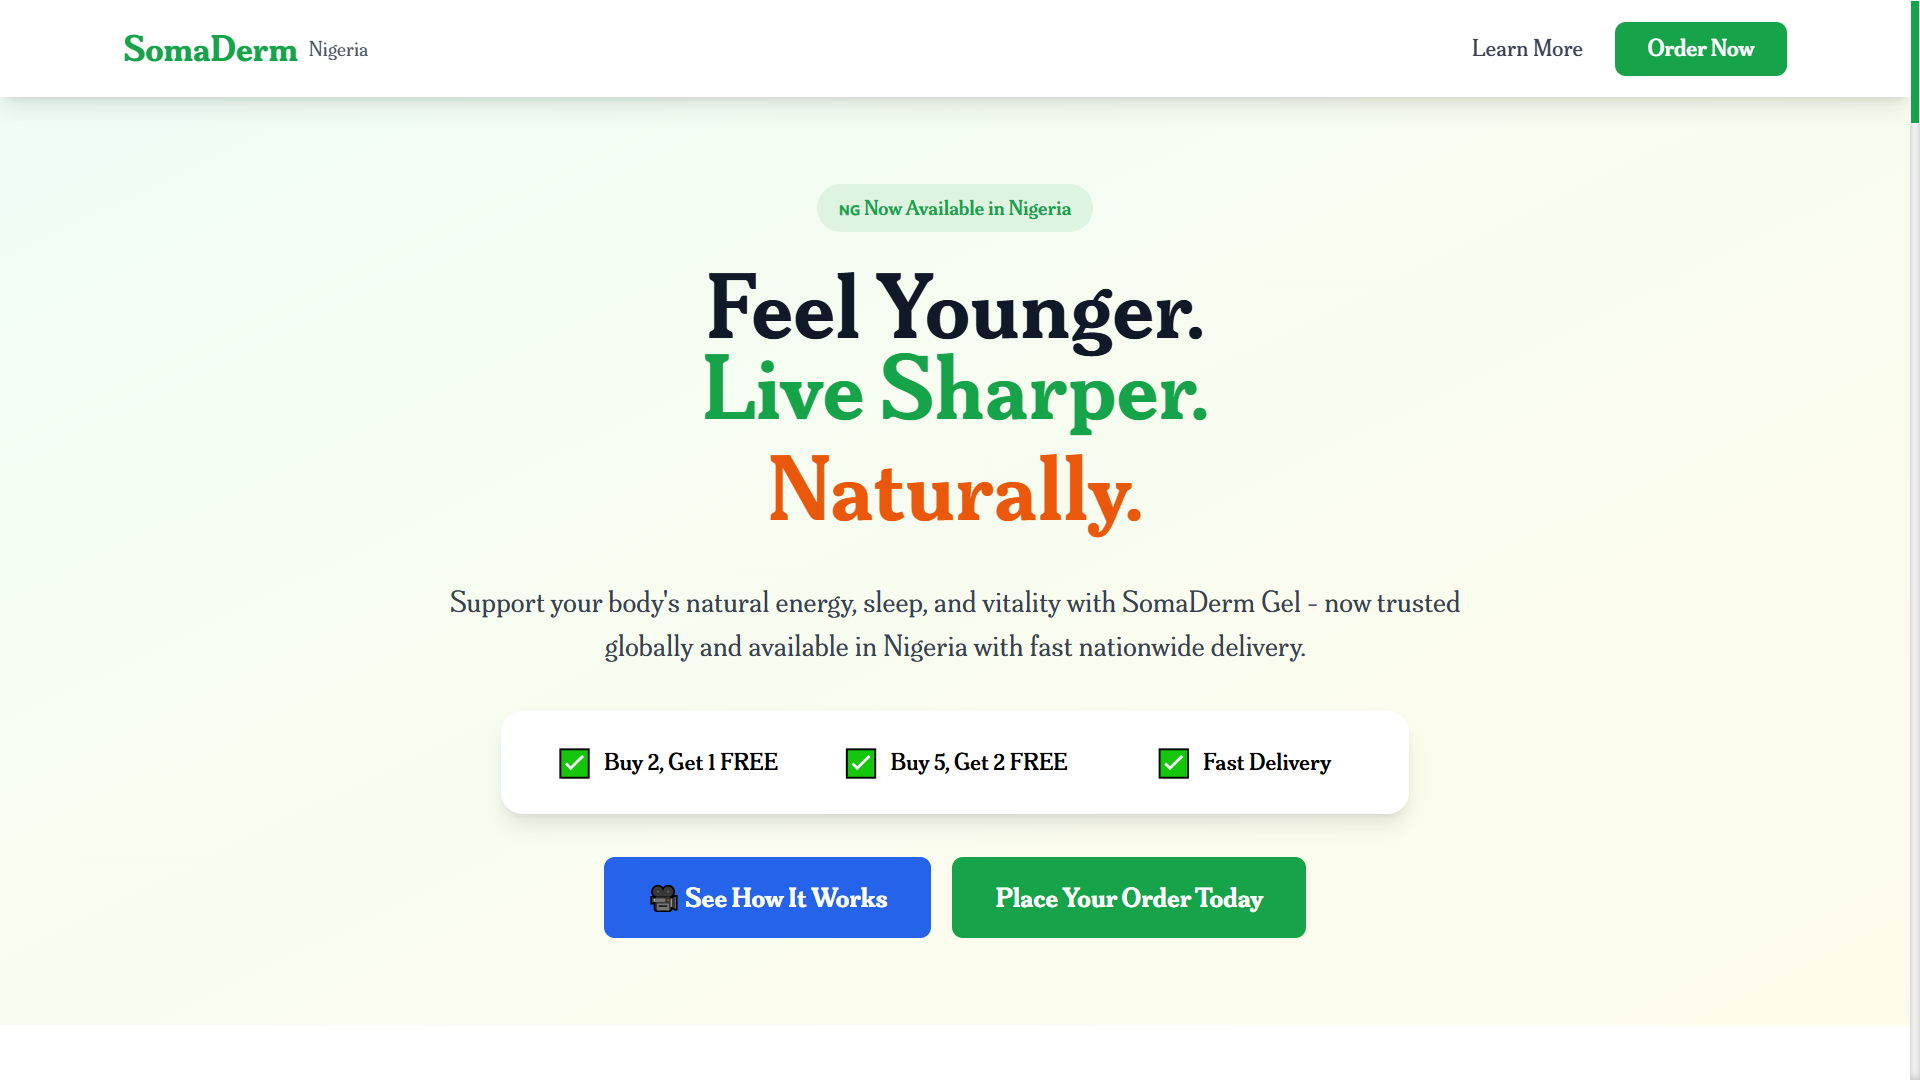 SomaDerm Nigeria
Learn More
Order Now
NG Now Available in Nigeria
Feel Younger.
Live Sharper.
Naturally.
Support your body's natural energy, sleep, and vitality with SomaDerm Gel - now trusted
globally and available in Nigeria with fast nationwide delivery.
✅ Buy 2, Get 1 FREE
✅ Buy 5, Get 2 FREE
✅ Fast Delivery
🎥 See How It Works
Place Your Order Today